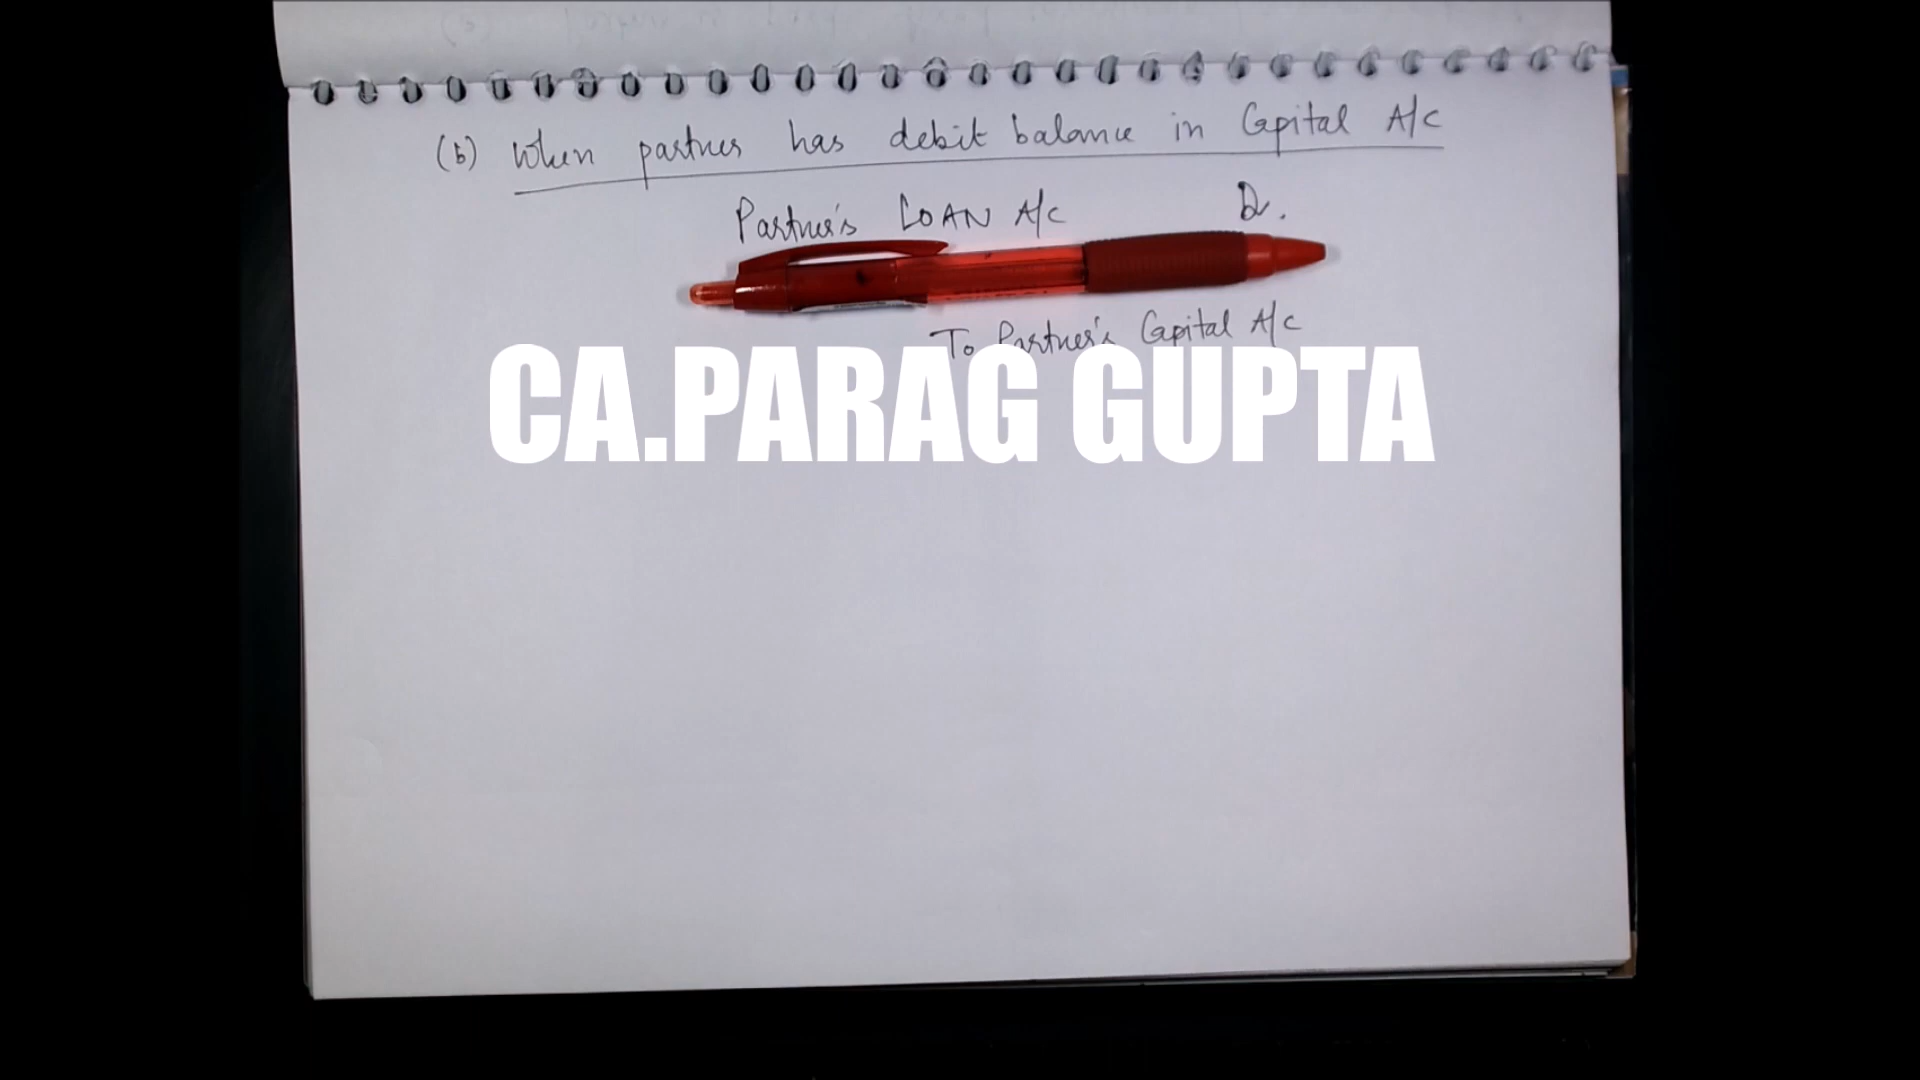 (b) When partner has debit balance in Capital A/c
Partner's LOAN A/c Dr.
To Partner's Capital A/c
CA.PARAG GUPTA